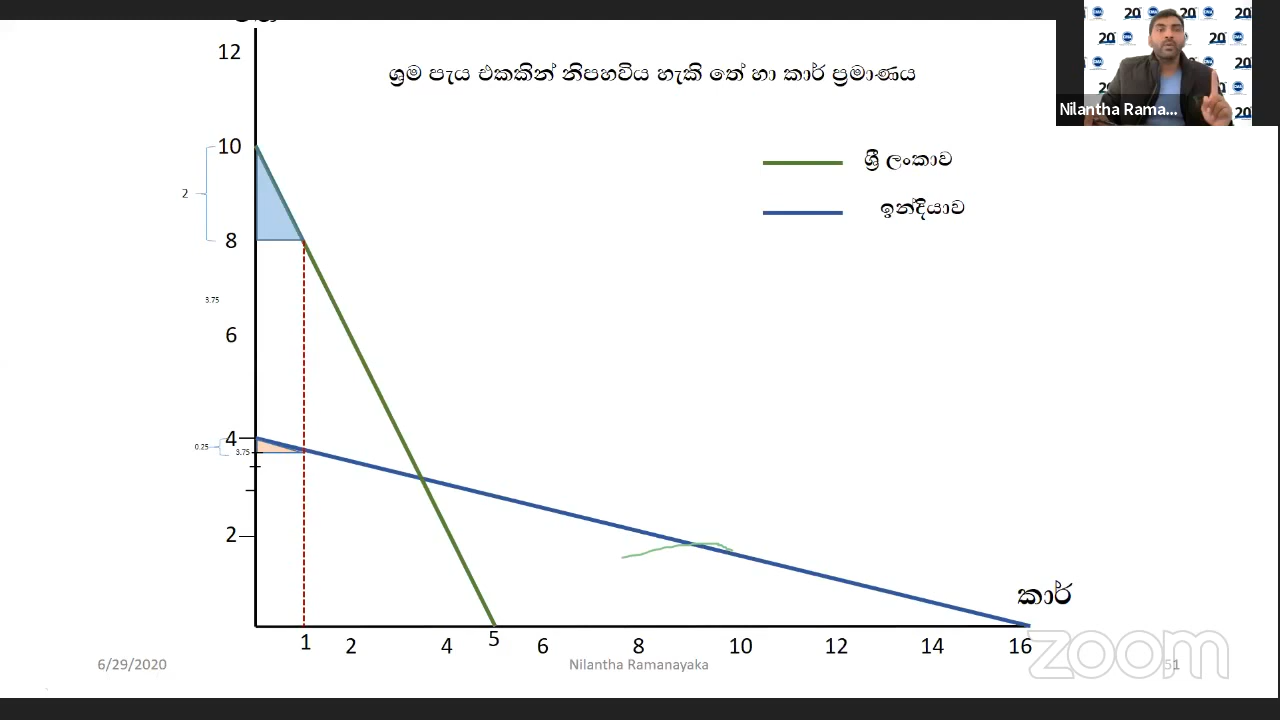 12
ශ්‍රම පැය එකකින් නිපහවිය හැකි තේ හා කාර් ප්‍රමාණය
Nilantha Rama...
10
ශ්‍රී ලංකාව
2
ඉන්දියාව
8
3.75
6
4
0.25
3.75
2
කාර්
1 2 4 5 6 8 10 12 14 16
6/29/2020
Nilantha Ramanayaka
51
zoom